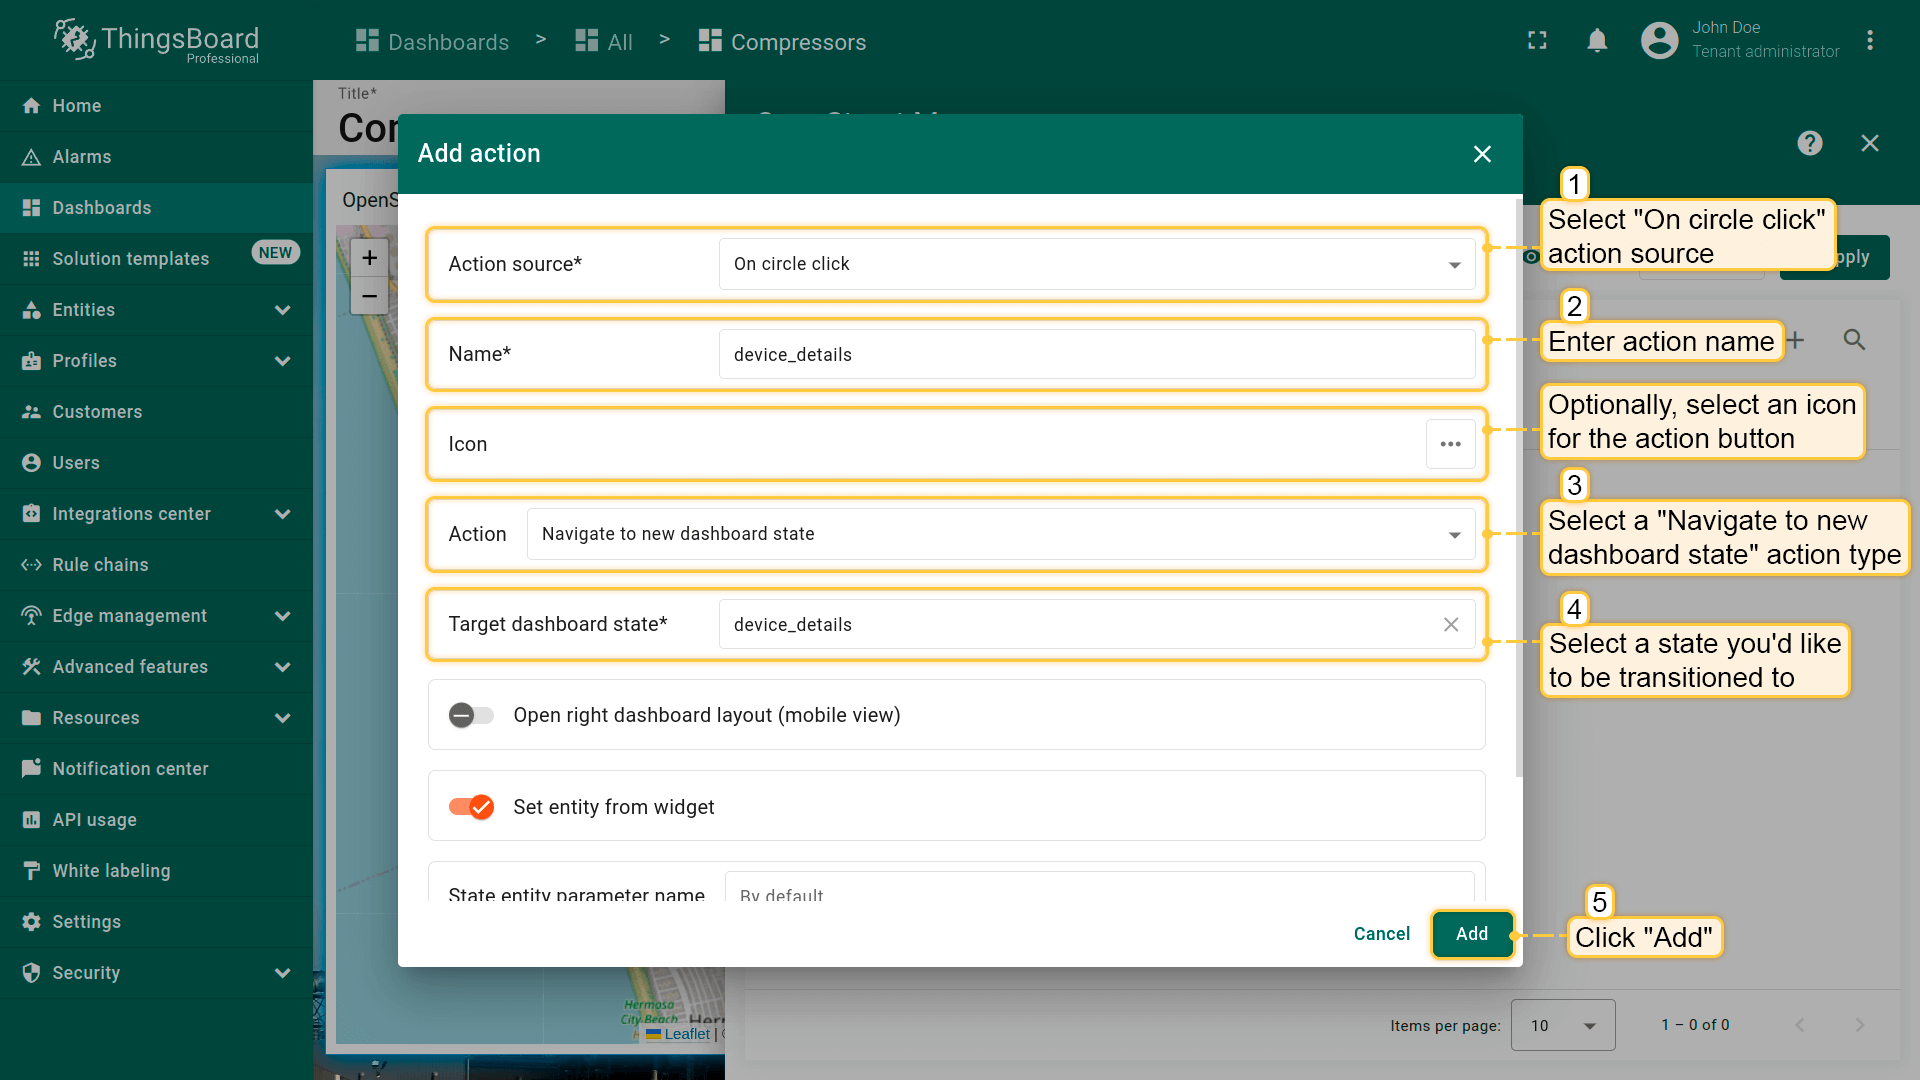 ThingsBoard
Professional
Dashboards > All > Compressors
John Doe
Tenant administrator
Home
Alarms
Dashboards
Solution templates NEW
Entities
Profiles
Customers
Users
Integrations center
Rule chains
Edge management
Advanced features
Resources
Notification center
API usage
White labeling
Settings
Security
Title*
Add action
Action source* On circle click
Name* device_details
Icon
Action Navigate to new dashboard state
Target dashboard state* device_details
Open right dashboard layout (mobile view)
Set entity from widget
State entity parameter name By default
Cancel Add
1
Select "On circle click"
action source
2
Enter action name
Optionally, select an icon
for the action button
3
Select a "Navigate to new
dashboard state" action type
4
Select a state you'd like
to be transitioned to
5
Click "Add"
Hermosa
City Beach
Leaflet |
Items per page: 10 1 – 0 of 0